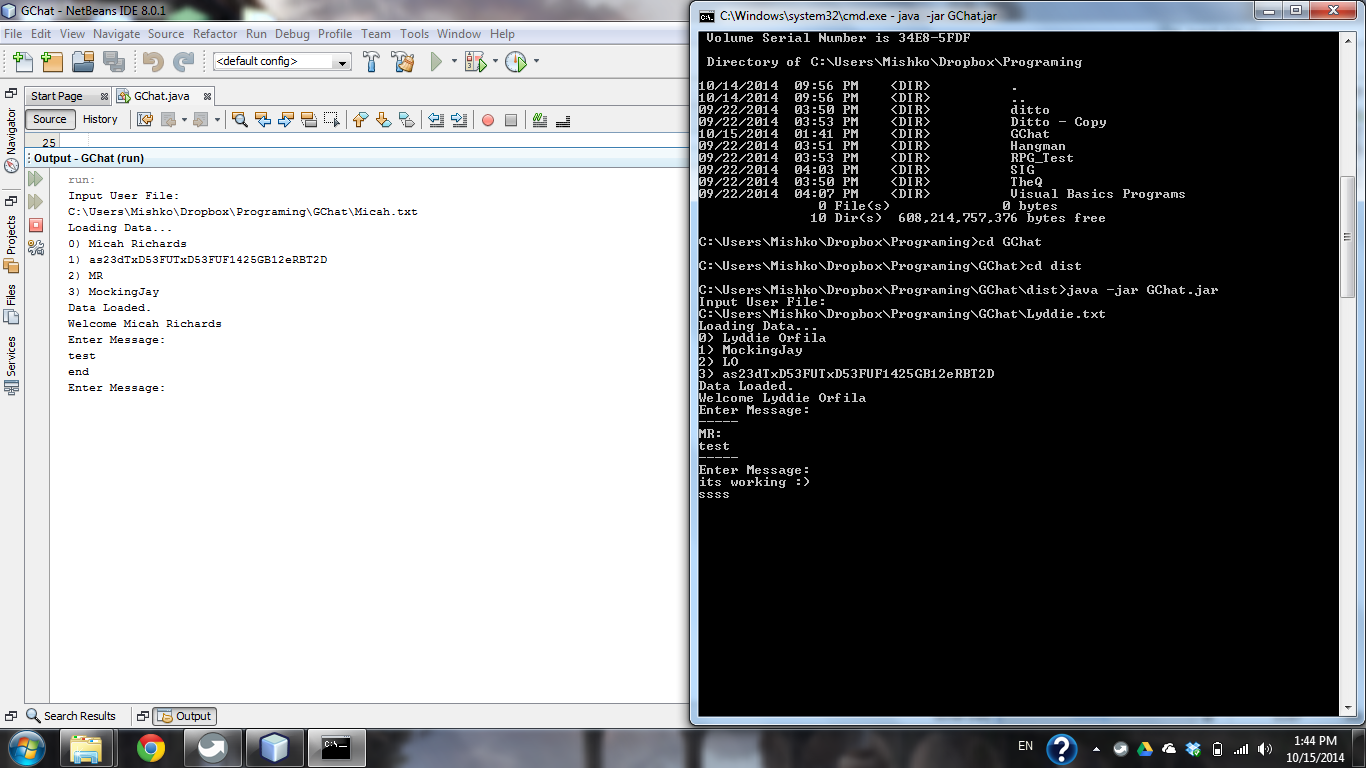 GChat - NetBeans IDE 8.0.1
File Edit View Navigate Source Refactor Run Debug Profile Team Tools Window Help
<default config>
Start Page
GChat.java
Source History
25
Output - GChat (run)
Navigator
Projects
Files
Services
run:
Input User File:
C:\Users\Mishko\Dropbox\Programing\GChat\Micah.txt
Loading Data...
0) Micah Richards
1) as23dTxD53FUTxD53FUF1425GB12eRBT2D
2) MR
3) MockingJay
Data Loaded.
Welcome Micah Richards
Enter Message:
test
end
Enter Message:
Search Results
Output
C:\Windows\system32\cmd.exe - java  -jar GChat.jar
C:\.
 Volume Serial Number is 34E8-5FDF
 Directory of C:\Users\Mishko\Dropbox\Programing
10/14/2014  09:56 PM    <DIR>          .
10/14/2014  09:56 PM    <DIR>          ..
09/22/2014  03:50 PM    <DIR>          ditto
09/22/2014  03:53 PM    <DIR>          Ditto - Copy
10/15/2014  01:41 PM    <DIR>          GChat
09/22/2014  03:51 PM    <DIR>          Hangman
09/22/2014  03:53 PM    <DIR>          RPG_Test
09/22/2014  04:03 PM    <DIR>          SIG
09/22/2014  03:50 PM    <DIR>          TheQ
09/22/2014  04:07 PM    <DIR>          Visual Basics Programs
               0 File(s)              0 bytes
              10 Dir(s)  608,214,757,376 bytes free
C:\Users\Mishko\Dropbox\Programing>cd GChat
C:\Users\Mishko\Dropbox\Programing\GChat>cd dist
C:\Users\Mishko\Dropbox\Programing\GChat\dist>java -jar GChat.jar
Input User File:
C:\Users\Mishko\Dropbox\Programing\GChat\Lyddie.txt
Loading Data...
0) Lyddie Orfila
1) MockingJay
2) LO
3) as23dTxD53FUTxD53FUF1425GB12eRBT2D
Data Loaded.
Welcome Lyddie Orfila
Enter Message:
-----
MR:
test
-----
Enter Message:
its working :)
ssss
C:\.
EN
1:44 PM
10/15/2014